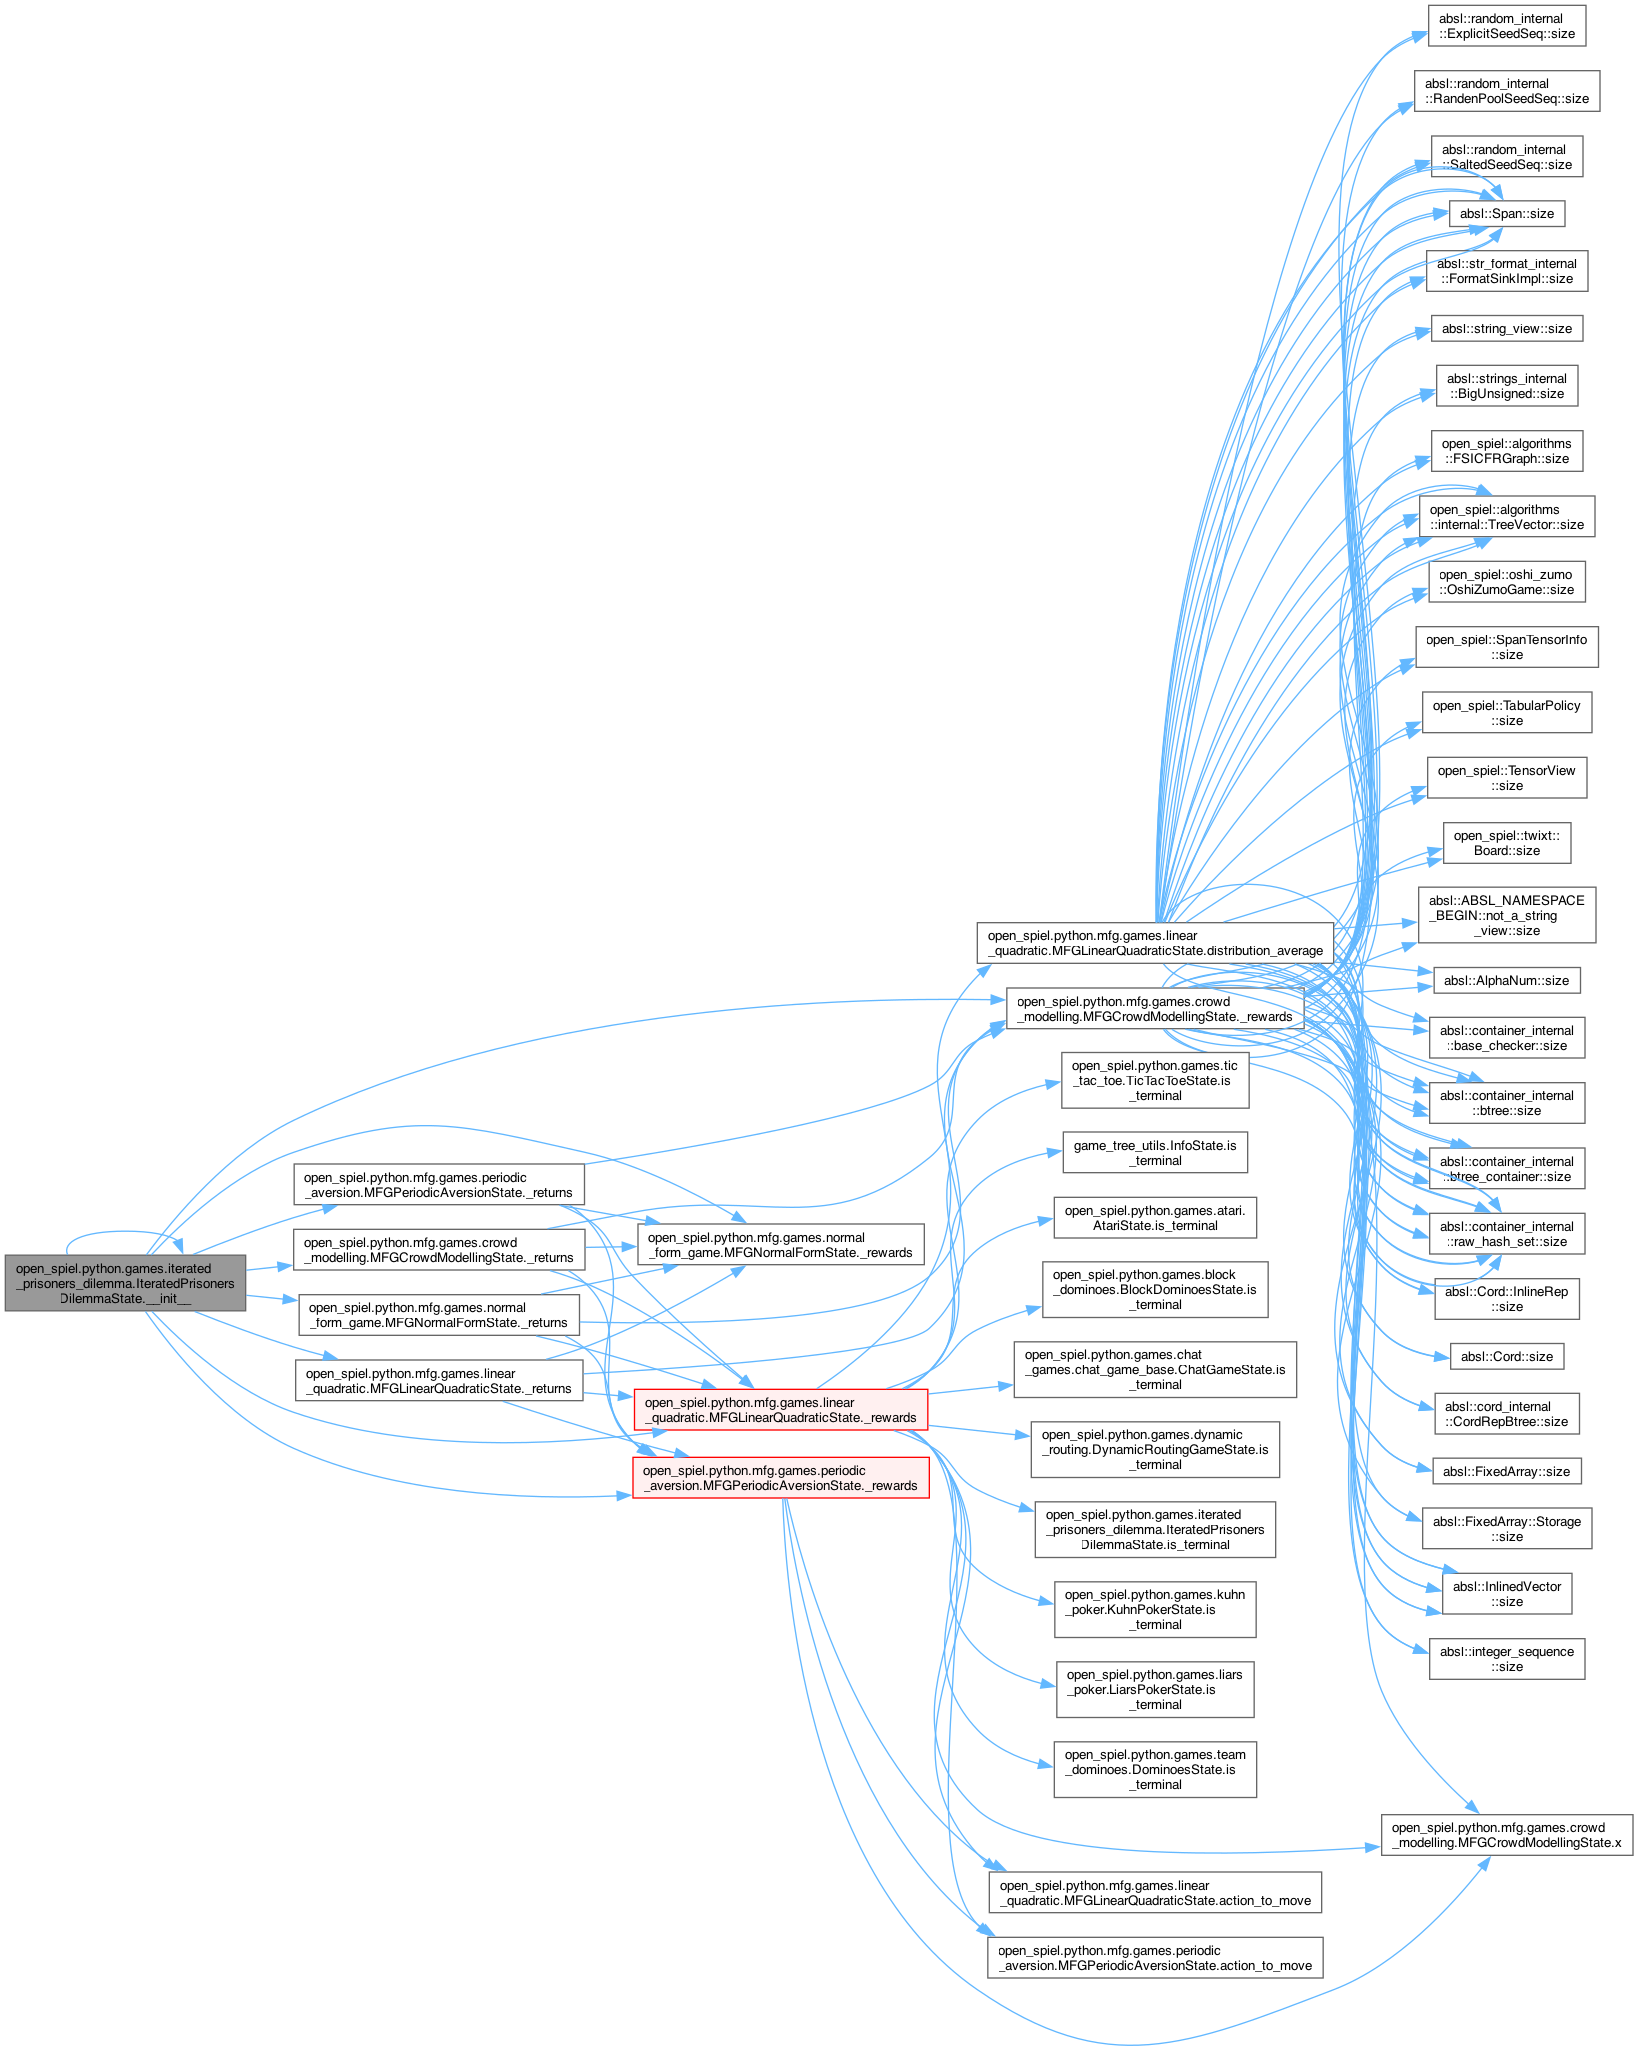 open_spiel.python.games.iterated
_prisoners_dilemma.IteratedPrisoners
DilemmaState.__init__
open_spiel.python.mfg.games.periodic
_aversion.MFGPeriodicAversionState._returns
open_spiel.python.mfg.games.crowd
_modelling.MFGCrowdModellingState._returns
open_spiel.python.mfg.games.normal
_form_game.MFGNormalFormState._returns
open_spiel.python.mfg.games.linear
_quadratic.MFGLinearQuadraticState._returns
open_spiel.python.mfg.games.normal
_form_game.MFGNormalFormState._rewards
open_spiel.python.mfg.games.linear
_quadratic.MFGLinearQuadraticState._rewards
open_spiel.python.mfg.games.periodic
_aversion.MFGPeriodicAversionState._rewards
open_spiel.python.mfg.games.linear
_quadratic.MFGLinearQuadraticState.distribution_average
open_spiel.python.mfg.games.crowd
_modelling.MFGCrowdModellingState._rewards
open_spiel.python.games.tic
_tac_toe.TicTacToeState.is
_terminal
game_tree_utils.InfoState.is
_terminal
open_spiel.python.games.atari.
AtariState.is_terminal
open_spiel.python.games.block
_dominoes.BlockDominoesState.is
_terminal
open_spiel.python.games.chat
_games.chat_game_base.ChatGameState.is
_terminal
open_spiel.python.games.dynamic
_routing.DynamicRoutingGameState.is
_terminal
open_spiel.python.games.iterated
_prisoners_dilemma.IteratedPrisoners
DilemmaState.is_terminal
open_spiel.python.games.kuhn
_poker.KuhnPokerState.is
_terminal
open_spiel.python.games.liars
_poker.LiarsPokerState.is
_terminal
open_spiel.python.games.team
_dominoes.DominoesState.is
_terminal
open_spiel.python.mfg.games.linear
_quadratic.MFGLinearQuadraticState.action_to_move
open_spiel.python.mfg.games.periodic
_aversion.MFGPeriodicAversionState.action_to_move
absl::random_internal
::ExplicitSeedSeq::size
absl::random_internal
::RandenPoolSeedSeq::size
absl::random_internal
::SaltedSeedSeq::size
absl::Span::size
absl::str_format_internal
::FormatSinkImpl::size
absl::string_view::size
absl::strings_internal
::BigUnsigned::size
open_spiel::algorithms
::FSICFRGraph::size
open_spiel::algorithms
::internal::TreeVector::size
open_spiel::oshi_zumo
::OshiZumoGame::size
open_spiel::SpanTensorInfo
::size
open_spiel::TabularPolicy
::size
open_spiel::TensorView
::size
open_spiel::twixt::
Board::size
absl::ABSL_NAMESPACE
_BEGIN::not_a_string
_view::size
absl::AlphaNum::size
absl::container_internal
::base_checker::size
absl::container_internal
::btree::size
absl::container_internal
::btree_container::size
absl::container_internal
::raw_hash_set::size
absl::Cord::InlineRep
::size
absl::Cord::size
absl::cord_internal
::CordRepBtree::size
absl::FixedArray::size
absl::FixedArray::Storage
::size
absl::InlinedVector
::size
absl::integer_sequence
::size
open_spiel.python.mfg.games.crowd
_modelling.MFGCrowdModellingState.x